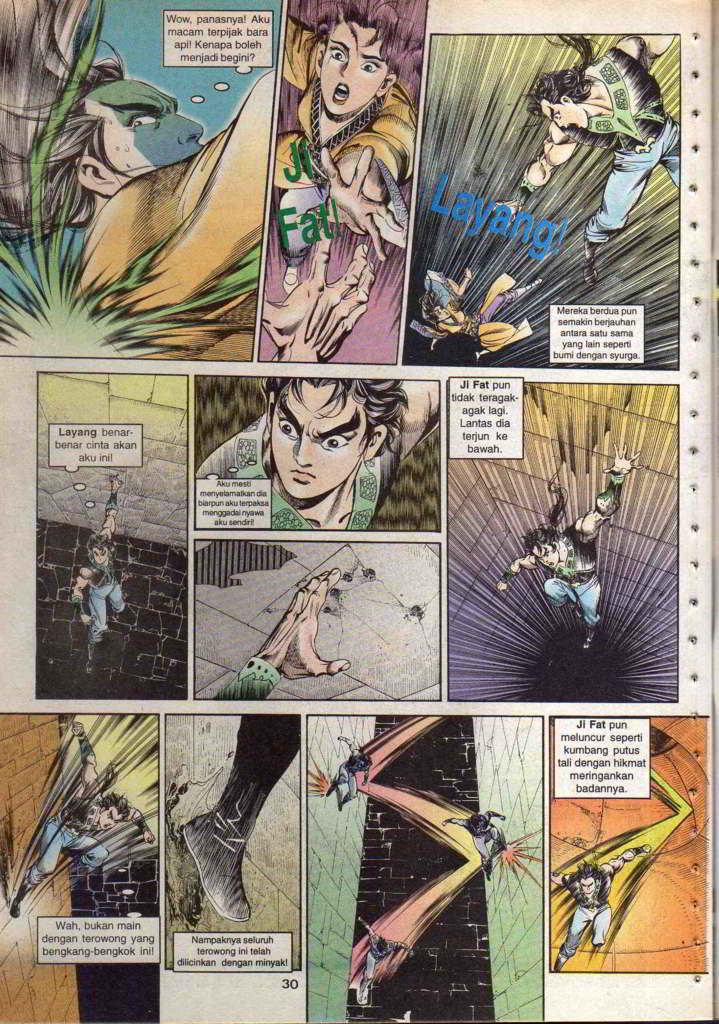 Wow, panasnya! Aku
macam terpijak bara
api! Kenapa boleh
menjadi begini?
Ji
Fat!
Layang!
Mereka berdua pun
semakin berjauhan
antara satu sama
yang lain seperti
bumi dengan syurga.
Layang benar-
benar cinta akan
aku ini!
Aku mesti
menyelamatkan dia
biarpun aku terpaksa
menggadai nyawa
aku sendiri!
Ji Fat pun
tidak teragak-
agak lagi.
Lantas dia
terjun ke
bawah.
Wah, bukan main
dengan terowong yang
bengkang-bengkok ini!
Nampaknya seluruh
terowong ini telah
dilicinkan dengan minyak!
Ji Fat pun
meluncur seperti
kumbang putus
tali dengan hikmat
meringankan
badannya.
30